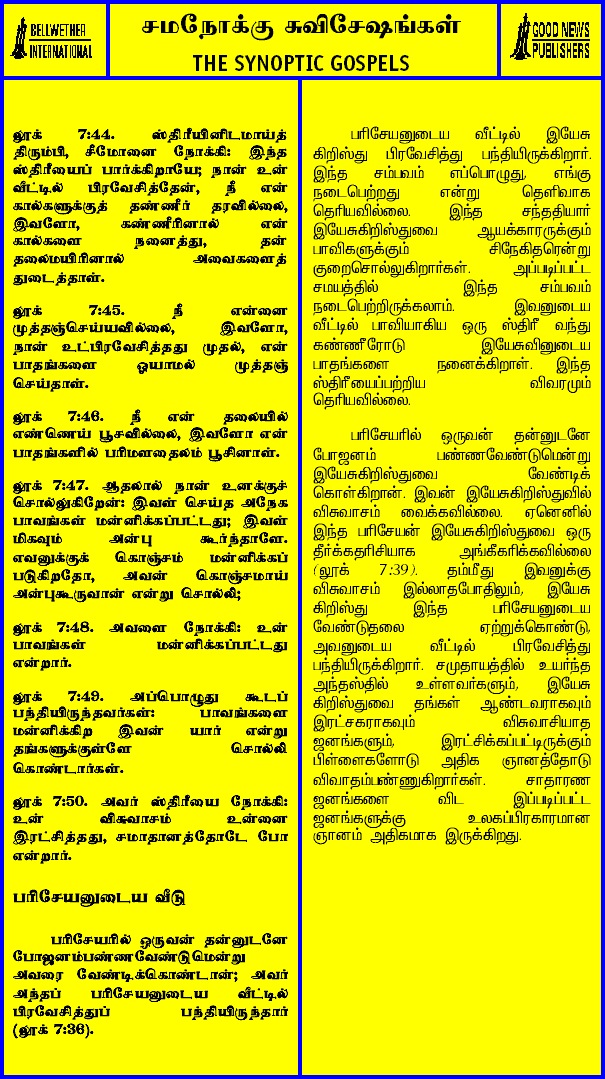 BELLWETHER
INTERNATIONAL
சமநோக்கு சுவிசேஷங்கள்
THE SYNOPTIC GOSPELS
GOOD NEWS
PUBLISHERS
லூக் 7:44. ஸ்திரீயினிடமாய்த்
திரும்பி, சீமோனை நோக்கி: இந்த
ஸ்திரீயைப் பார்க்கிறாயே; நான் உன்
வீட்டில் பிரவேசித்தேன், நீ என்
கால்களுக்குத் தண்ணீர் தரவில்லை,
இவளோ, கண்ணீரினால் என்
கால்களை நனைத்து, தன்
தலைமயிரினால் அவைகளைத்
துடைத்தாள்.
லூக் 7:45. நீ என்னை
முத்தஞ்செய்யவில்லை, இவளோ,
நான் உட்பிரவேசித்தது முதல், என்
பாதங்களை ஓயாமல் முத்தஞ்
செய்தாள்.
லூக் 7:46. நீ என் தலையில்
எண்ணெய் பூசவில்லை, இவளோ என்
பாதங்களில் பரிமளதைலம் பூசினாள்.
லூக் 7:47. ஆதலால் நான் உனக்குச்
சொல்லுகிறேன்: இவள் செய்த அநேக
பாவங்கள் மன்னிக்கப்பட்டது; இவள்
மிகவும் அன்பு கூர்ந்தாளே.
எவனுக்குக் கொஞ்சம் மன்னிக்கப்
படுகிறதோ, அவன் கொஞ்சமாய்
அன்புகூருவான் என்று சொல்லி;
லூக் 7:48. அவளை நோக்கி: உன்
பாவங்கள் மன்னிக்கப்பட்டது
என்றார்.
லூக் 7:49. அப்பொழுது கூடப்
பந்தியிருந்தவர்கள்: பாவங்களை
மன்னிக்கிற இவன் யார் என்று
தங்களுக்குள்ளே சொல்லி
கொண்டார்கள்.
லூக் 7:50. அவர் ஸ்திரீயை நோக்கி:
உன் விசுவாசம் உன்னை
இரட்சித்தது, சமாதானத்தோடே போ
என்றார்.
பரிசேயனுடைய வீடு
பரிசேயரில் ஒருவன் தன்னுடனே
போஜனம்பண்ணவேண்டுமென்று
அவரை வேண்டிக்கொண்டான்; அவர்
அந்தப் பரிசேயனுடைய வீட்டில்
பிரவேசித்துப் பந்தியிருந்தார்
(லூக் 7:36).
பரிசேயனுடைய வீட்டில் இயேசு
கிறிஸ்து பிரவேசித்து பந்தியிருக்கிறார்.
இந்த சம்பவம் எப்பொழுது, எங்கு
நடைபெற்றது என்று தெளிவாக
தெரியவில்லை. இந்த சந்ததியார்
இயேசுகிறிஸ்துவை ஆயக்காரருக்கும்
பாவிகளுக்கும் சிநேகிதரென்று
குறைசொல்லுகிறார்கள். அப்படிப்பட்ட
சமயத்தில் இந்த சம்பவம்
நடைபெற்றிருக்கலாம். இவனுடைய
வீட்டில் பாவியாகிய ஒரு ஸ்திரீ வந்து
கண்ணீரோடு இயேசுவினுடைய
பாதங்களை நனைக்கிறாள். இந்த
ஸ்திரீயைப்பற்றிய விவரமும்
தெரியவில்லை.
பரிசேயரில் ஒருவன் தன்னுடனே
போஜனம் பண்ணவேண்டுமென்று
இயேசுகிறிஸ்துவை வேண்டிக்
கொள்கிறான். இவன் இயேசுகிறிஸ்துவில்
விசுவாசம் வைக்கவில்லை. ஏனெனில்
இந்த பரிசேயன் இயேசுகிறிஸ்துவை ஒரு
தீர்க்கதரிசியாக அங்கீகரிக்கவில்லை
(லூக் 7:39). தம்மீது இவனுக்கு
விசுவாசம் இல்லாதபோதிலும், இயேசு
கிறிஸ்து இந்த பரிசேயனுடைய
வேண்டுதலை ஏற்றுக்கொண்டு,
அவனுடைய வீட்டில் பிரவேசித்து
பந்தியிருக்கிறார். சமுதாயத்தில் உயர்ந்த
அந்தஸ்தில் உள்ளவர்களும், இயேசு
கிறிஸ்துவை தங்கள் ஆண்டவராகவும்
இரட்சகராகவும் விசுவாசியாத
ஜனங்களும், இரட்சிக்கப்பட்டிருக்கும்
பிள்ளைகளோடு அதிக ஞானத்தோடு
விவாதம்பண்ணுகிறார்கள். சாதாரண
ஜனங்களை விட இப்படிப்பட்ட
ஜனங்களுக்கு உலகப்பிரகாரமான
ஞானம் அதிகமாக இருக்கிறது.